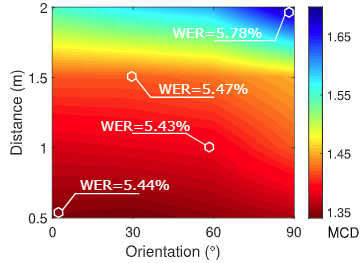 2
WER=5.78%
1.65
Distance (m)
1.5
WER=5.47%
1.55
WER=5.43%
1
1.45
WER=5.44%
0.5
1.35
0
30
60
90
MCD
Orientation (°)